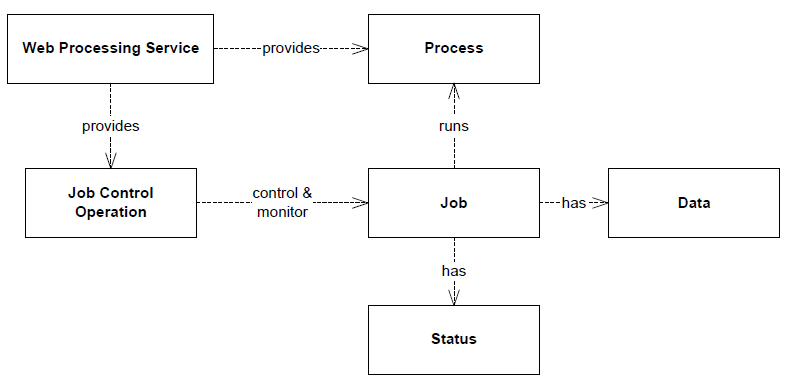 Web Processing Service
provides
Process
provides
runs
Job Control
Operation
control &
monitor
Job
has
Data
has
Status